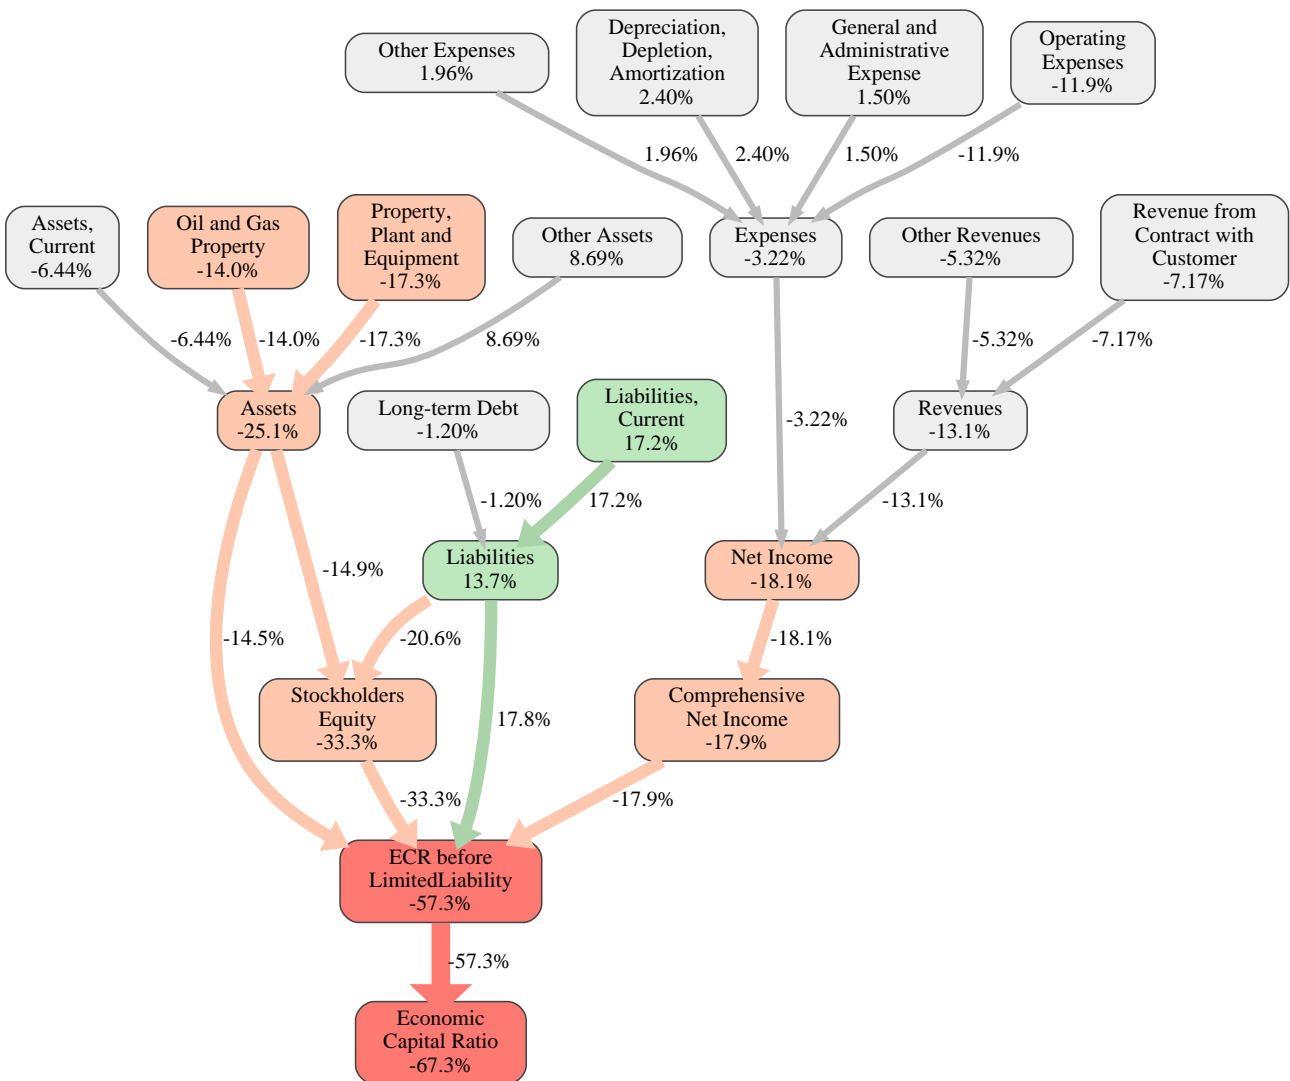 Other Expenses
1.96%
Depreciation,
Depletion,
Amortization
2.40%
General and
Administrative
Expense
1.50%
Operating
Expenses
-11.9%
1.96%
2.40%
1.50%
-11.9%
Assets,
Current
-6.44%
Oil and Gas
Property
-14.0%
Property,
Plant and
Equipment
-17.3%
Other Assets
8.69%
Expenses
-3.22%
Other Revenues
-5.32%
Revenue from
Contract with
Customer
-7.17%
-6.44%
-14.0%
-17.3%
8.69%
-5.32%
-7.17%
Assets
-25.1%
Long-term Debt
-1.20%
Liabilities,
Current
17.2%
-3.22%
Revenues
-13.1%
-1.20%
17.2%
-13.1%
Liabilities
13.7%
Net Income
-18.1%
-14.9%
-14.5%
-20.6%
-18.1%
Stockholders
Equity
-33.3%
17.8%
Comprehensive
Net Income
-17.9%
-33.3%
-17.9%
ECR before
LimitedLiability
-57.3%
-57.3%
Economic
Capital Ratio
-67.3%